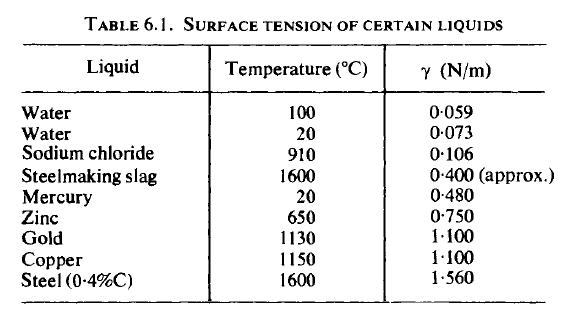 TABLE 6.1. SURFACE TENSION OF CERTAIN LIQUIDS
Liquid Temperature (°C) γ (N/m)
Water 100 0·059
Water 20 0·073
Sodium chloride 910 0·106
Steelmaking slag 1600 0·400 (approx.)
Mercury 20 0·480
Zinc 650 0·750
Gold 1130 1·100
Copper 1150 1·100
Steel (0·4%C) 1600 1·560